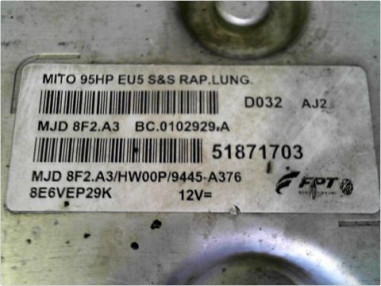 MITO 95HP EU5 S&S RAP.LUNG.
D032 AJ2
MJD 8F2.A3 BC.0102929.A
51871703
MJD 8F2.A3/HW00P/9445-A376
FPT
8E6VEP29K 12V=